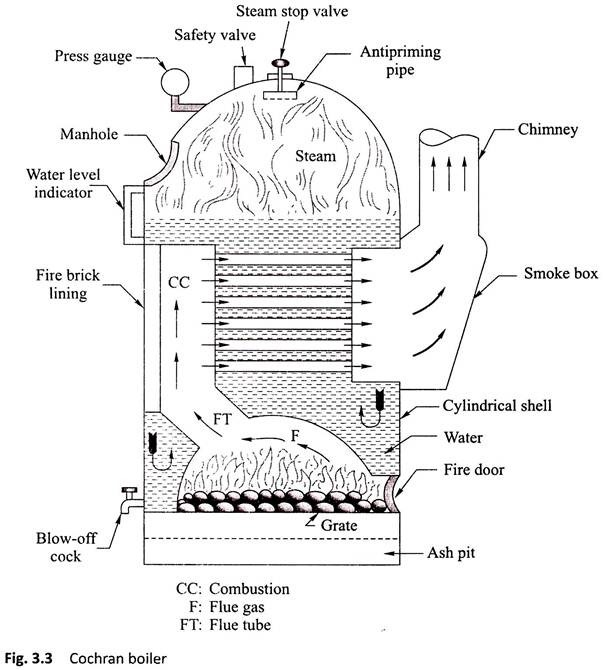 Steam stop valve
Safety valve
Press gauge
Antipriming
pipe
Manhole
Chimney
Steam
Water level
indicator
Fire brick
lining
CC
Smoke box
Cylindrical shell
FT
F
Water
Fire door
Grate
Blow-off
cock
Ash pit
CC: Combustion
F: Flue gas
FT: Flue tube
Fig. 3.3 Cochran boiler